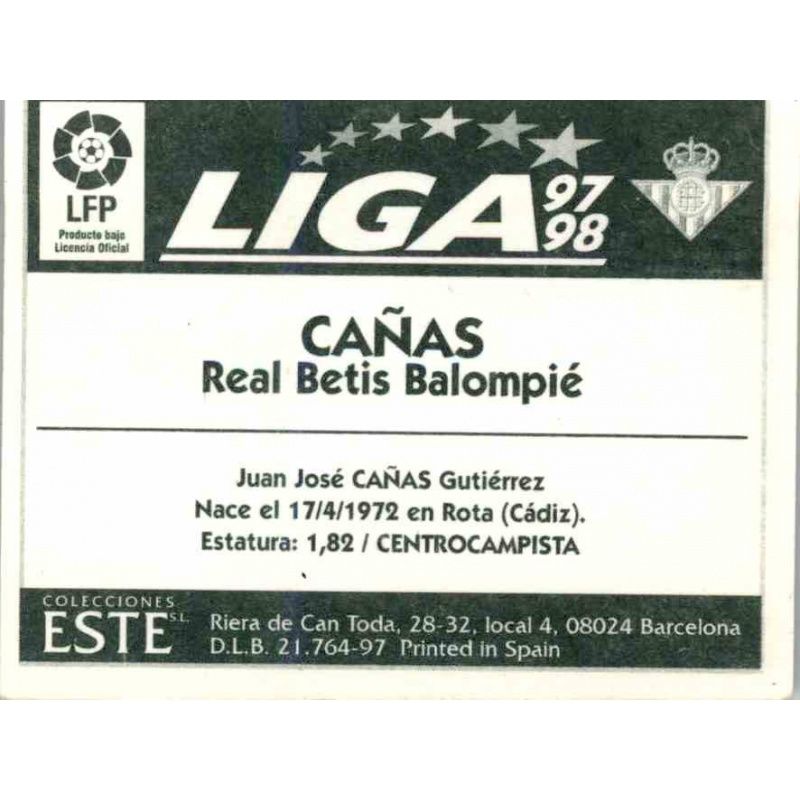 LFP
Producto bajo
Licencia Oficial
LIGA 97
98
CAÑAS
Real Betis Balompié
Juan José CAÑAS Gutiérrez
Nace el 17/4/1972 en Rota (Cádiz).
Estatura: 1,82 / CENTROCAMPISTA
COLECCIONES
ESTE S.L.
Riera de Can Toda, 28-32, local 4, 08024 Barcelona
D.L.B. 21.764-97 Printed in Spain